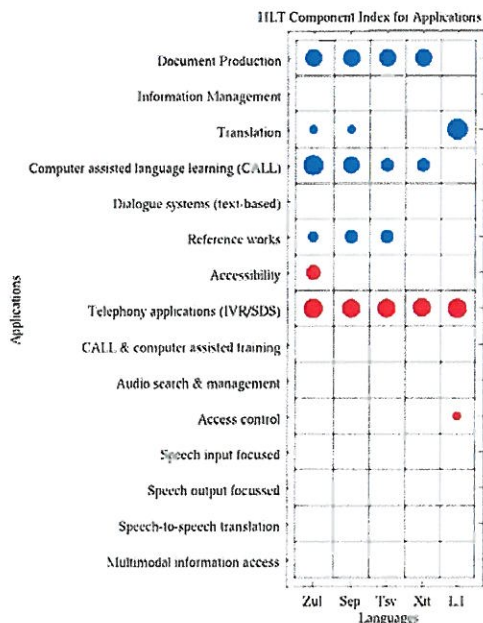 HLT Component Index for Applications
Document Production
Information Management
Translation
Computer assisted language learning (CALL)
Dialogue systems (text-based)
Reference works
Accessibility
Telephony applications (IVR/SDS)
CALL & computer assisted training
Audio search & management
Access control
Speech input focused
Speech output focussed
Speech-to-speech translation
Multimodal information access
Applications
Zul Sep Tsv Xit LI
Languages